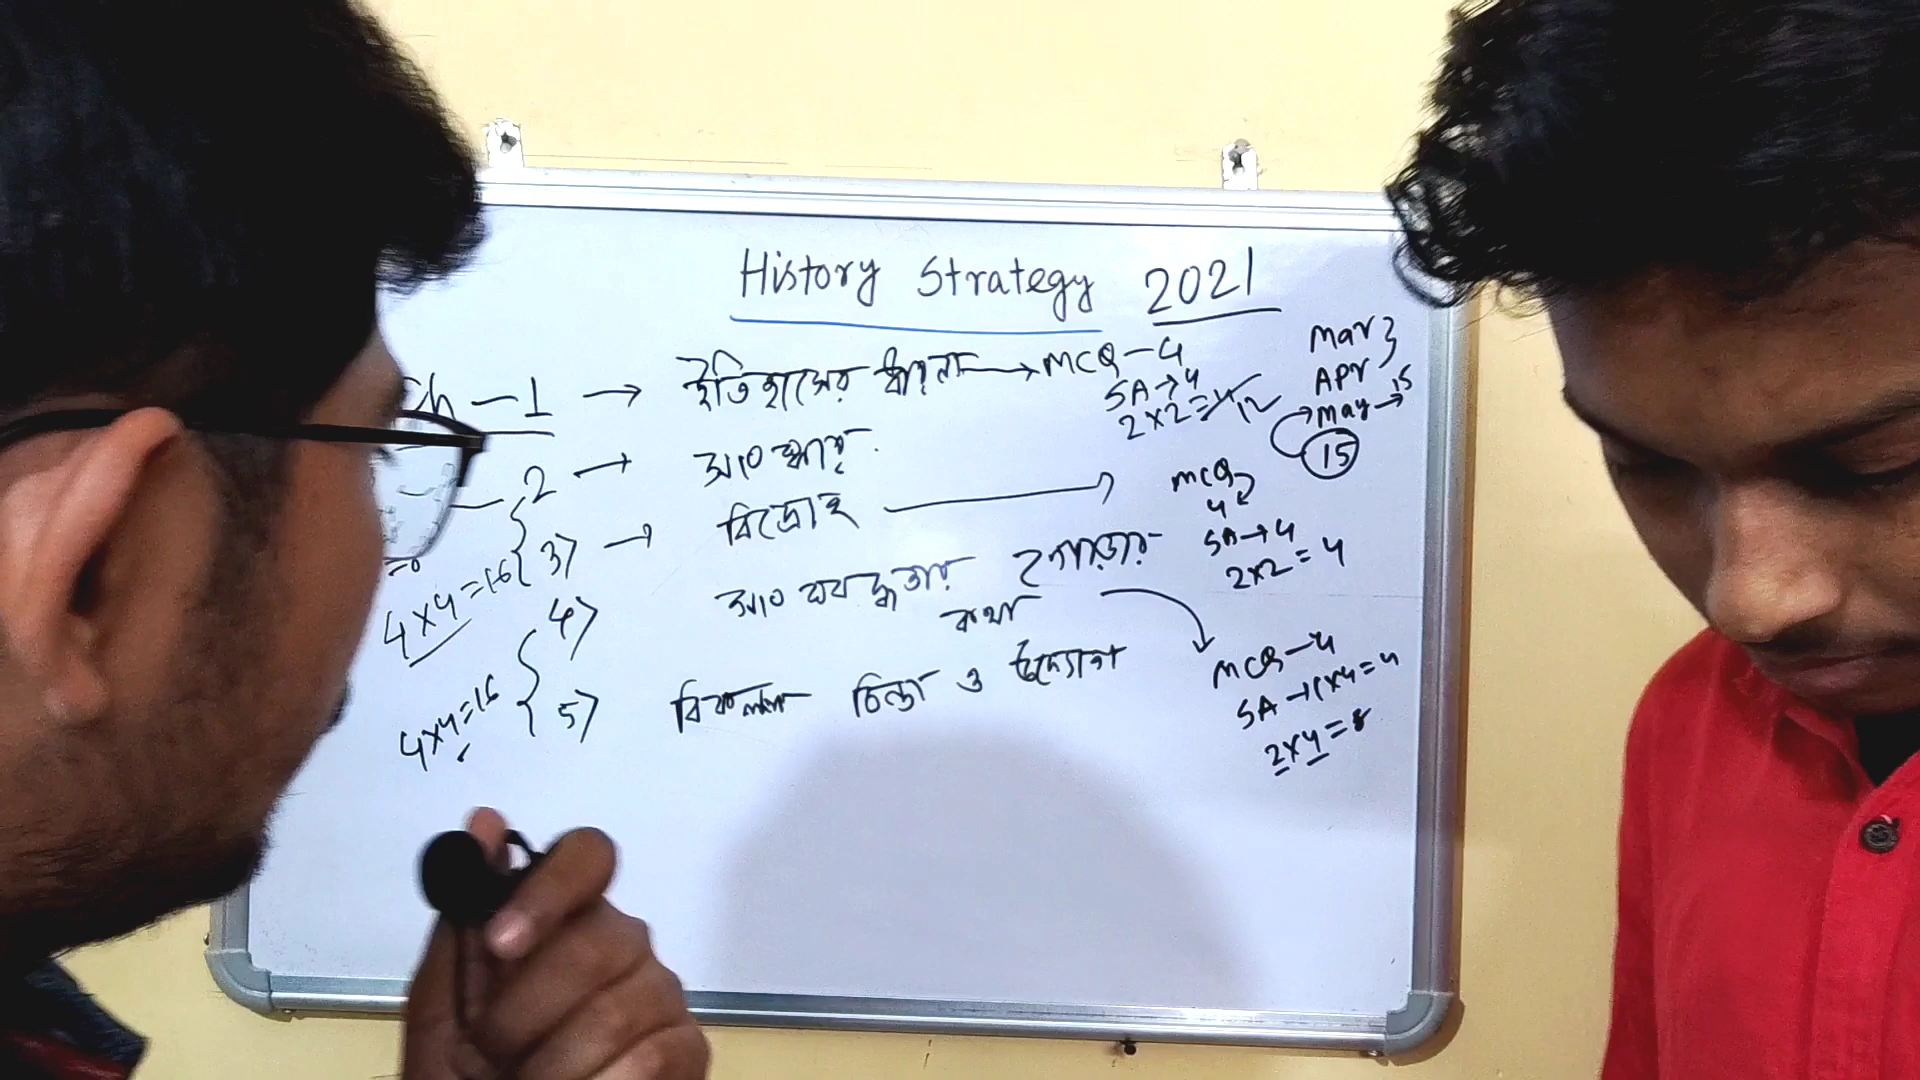 History Strategy 2021
Ch-1 → ইতিহাসের ধারনা → MCQ-4
SA→4
2×2=4 12
Mar
Apr
→May→15
15
2 → সংস্কার
3) → বিদ্রোহ → MCQ
4
SA→4
2×2=4
4×4=16
4) সংঘবদ্ধতার গোড়ার
কথা
MCQ-4
SA→1×4=4
2×4=8
4×4=16
5) বিকল্প চিন্তা ও উদ্যোগ